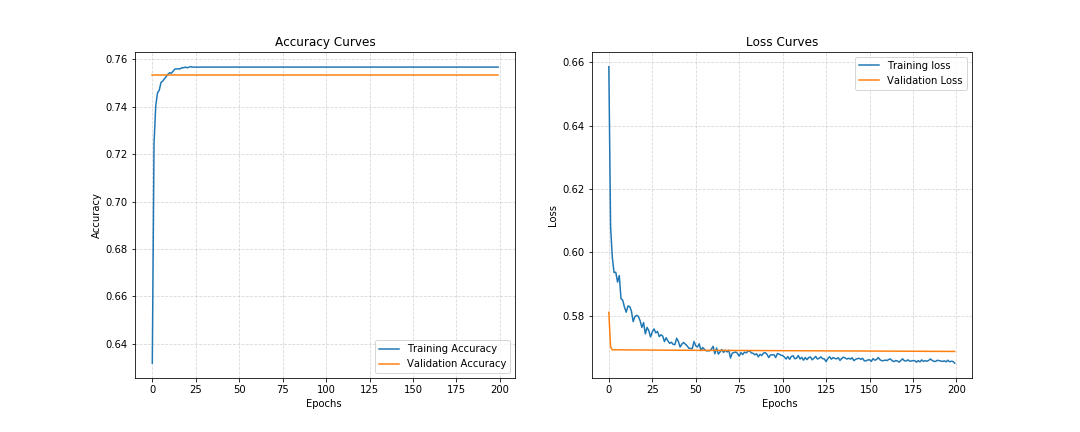 Accuracy Curves
0.76
0.74
0.72
0.70
0.68
0.66
0.64
Accuracy
0 25 50 75 100 125 150 175 200
Epochs
Training Accuracy
Validation Accuracy
Loss Curves
0.66
0.64
0.62
0.60
0.58
Loss
0 25 50 75 100 125 150 175 200
Epochs
Training loss
Validation Loss